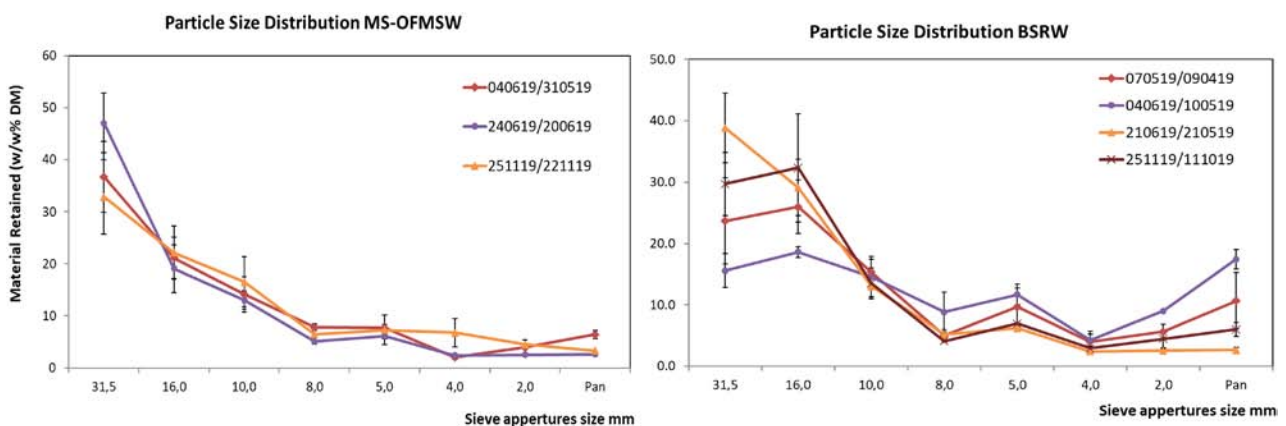 Particle Size Distribution MS-OFMSW
Material Retained (w/w% DM)
60
50
40
30
20
10
0
040619/310519
240619/200619
251119/221119
31,5 16,0 10,0 8,0 5,0 4,0 2,0 Pan
Sieve appertures size mm
Particle Size Distribution BSRW
50.0
40.0
30.0
20.0
10.0
0.0
070519/090419
040619/100519
210619/210519
251119/111019
31,5 16,0 10,0 8,0 5,0 4,0 2,0 Pan
Sieve appertures size mm